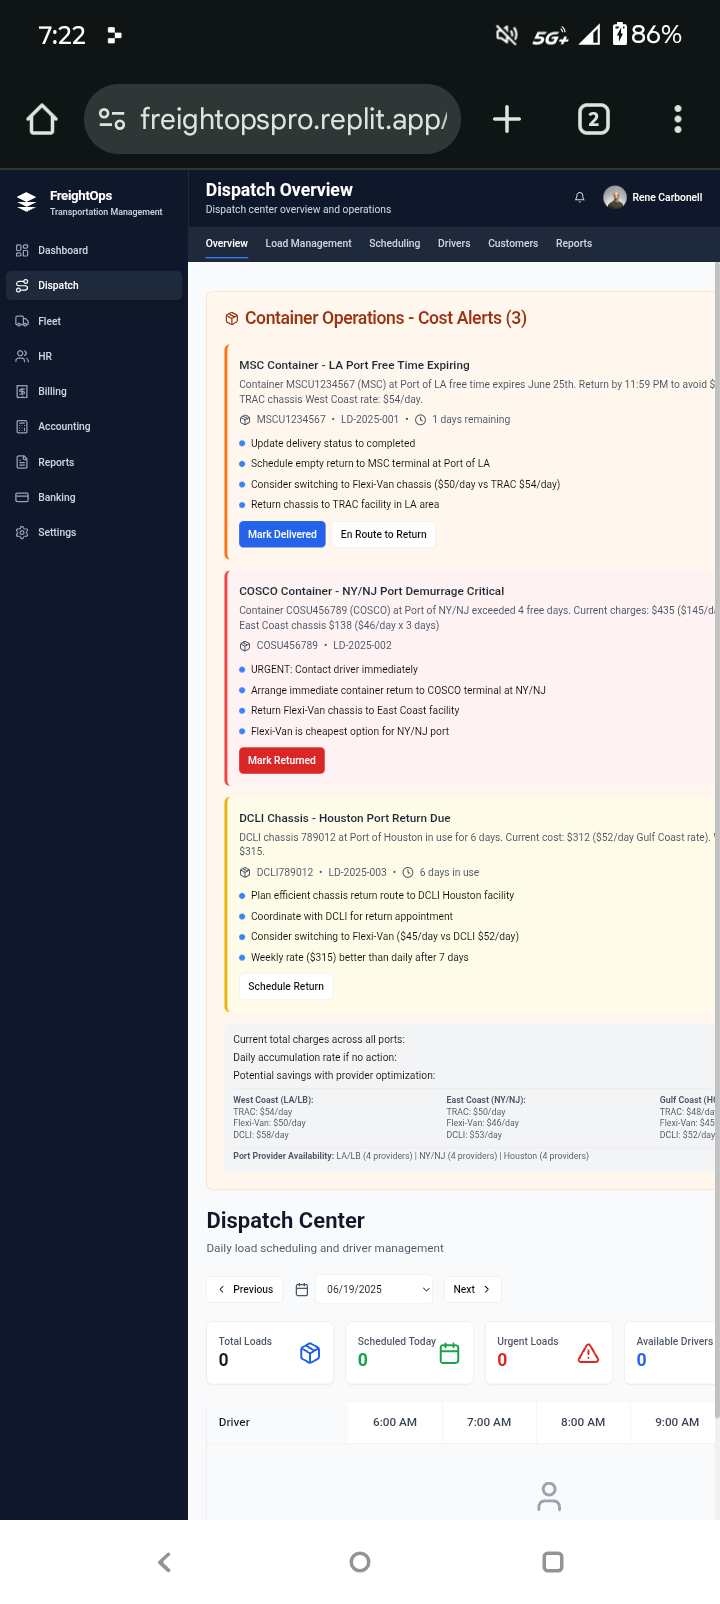 7:22
5G+
86%
freightopspro.replit.app/
2
FreightOps
Transportation Management
Dispatch Overview
Dispatch center overview and operations
Rene Carbonell
Dashboard
Dispatch
Fleet
HR
Billing
Accounting
Reports
Banking
Settings
Overview Load Management Scheduling Drivers Customers Reports
Container Operations - Cost Alerts (3)
MSC Container - LA Port Free Time Expiring
Container MSCU1234567 (MSC) at Port of LA free time expires June 25th. Return by 11:59 PM to avoid $
TRAC chassis West Coast rate: $54/day.
MSCU1234567 • LD-2025-001 • 1 days remaining
Update delivery status to completed
Schedule empty return to MSC terminal at Port of LA
Consider switching to Flexi-Van chassis ($50/day vs TRAC $54/day)
Return chassis to TRAC facility in LA area
Mark Delivered En Route to Return
COSCO Container - NY/NJ Port Demurrage Critical
Container COSU456789 (COSCO) at Port of NY/NJ exceeded 4 free days. Current charges: $435 ($145/da
East Coast chassis $138 ($46/day x 3 days)
COSU456789 • LD-2025-002
URGENT: Contact driver immediately
Arrange immediate container return to COSCO terminal at NY/NJ
Return Flexi-Van chassis to East Coast facility
Flexi-Van is cheapest option for NY/NJ port
Mark Returned
DCLI Chassis - Houston Port Return Due
DCLI chassis 789012 at Port of Houston in use for 6 days. Current cost: $312 ($52/day Gulf Coast rate).
$315.
DCLI789012 • LD-2025-003 • 6 days in use
Plan efficient chassis return route to DCLI Houston facility
Coordinate with DCLI for return appointment
Consider switching to Flexi-Van ($45/day vs DCLI $52/day)
Weekly rate ($315) better than daily after 7 days
Schedule Return
Current total charges across all ports:
Daily accumulation rate if no action:
Potential savings with provider optimization:
West Coast (LA/LB): East Coast (NY/NJ): Gulf Coast (HO
TRAC: $54/day TRAC: $50/day TRAC: $48/da
Flexi-Van: $50/day Flexi-Van: $46/day Flexi-Van: $45
DCLI: $58/day DCLI: $53/day DCLI: $52/day
Port Provider Availability: LA/LB (4 providers) | NY/NJ (4 providers) | Houston (4 providers)
Dispatch Center
Daily load scheduling and driver management
Previous 06/19/2025 Next
Total Loads Scheduled Today Urgent Loads Available Drivers
0 0 0 0
Driver 6:00 AM 7:00 AM 8:00 AM 9:00 AM